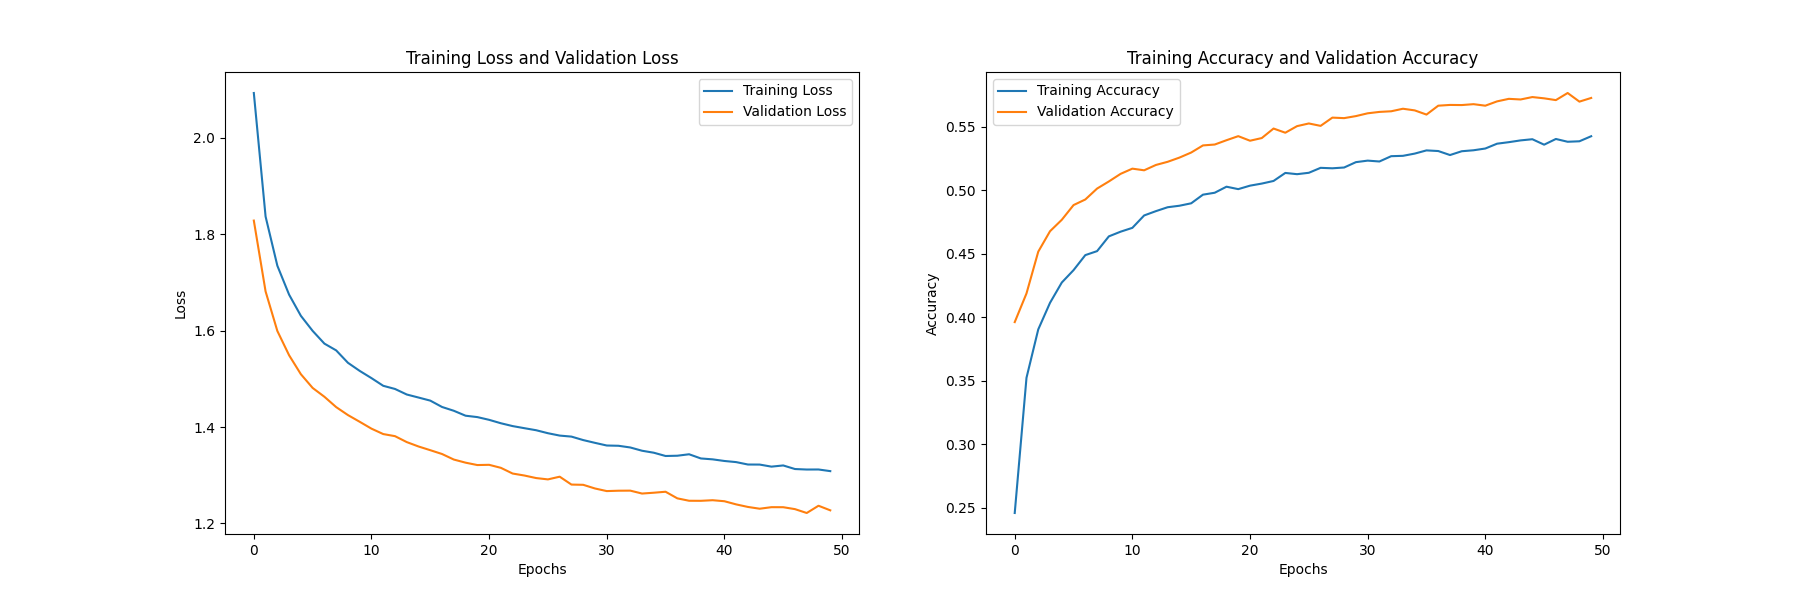 Training Loss and Validation Loss
Training Loss
Validation Loss
2.0
1.8
1.6
1.4
1.2
Loss
0 10 20 30 40 50
Epochs
Training Accuracy and Validation Accuracy
Training Accuracy
Validation Accuracy
0.55
0.50
0.45
0.40
0.35
0.30
0.25
Accuracy
0 10 20 30 40 50
Epochs